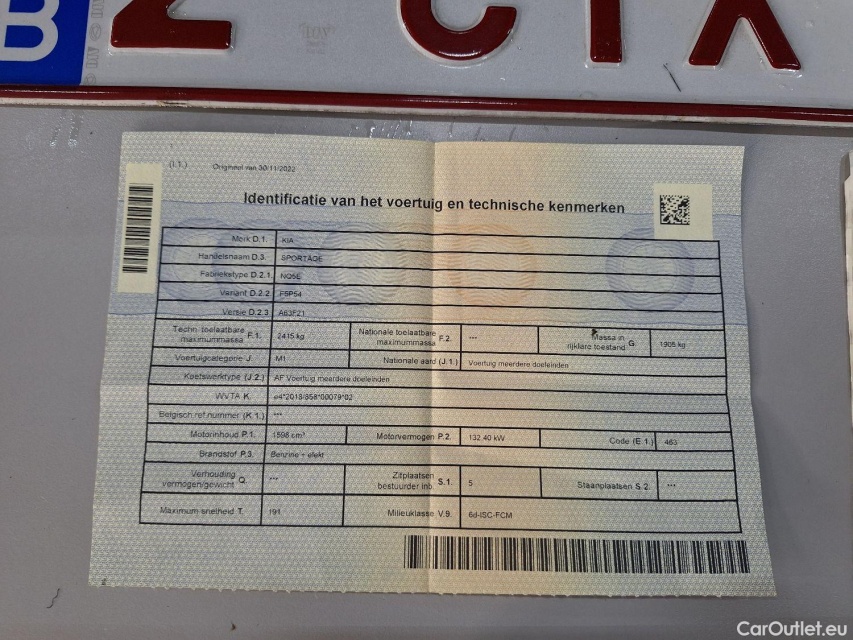 B 2 C 1 X
(I.1.) Origineel van 30/11/2022
Identificatie van het voertuig en technische kenmerken
Merk D.1. KIA
Handelsnaam D.3. SPORTAGE
Fabriekstype D.2.1. NQ5E
Variant D.2.2. F5P54
Versie D.2.3. A63FZ1
Techn. toelaatbare maximummassa F.1. 2415 kg Nationale toelaatbare maximummassa F.2. --- Massa in rijklare toestand G. 1905 kg
Voertuigcategorie J. M1 Nationale aard (J.1.) Voertuig meerdere doeleinden
Koetswerktype (J.2.) AF Voertuig meerdere doeleinden
WVTA K. e4*2018/858*00079*02
Belgisch ref.nummer (K.1.) ---
Motorinhoud P.1. 1598 cm³ Motorvermogen P.2. 132.40 kW Code (E.1.) 463
Brandstof P.3. Benzine + elekt
Verhouding vermogen/gewicht Q. --- Zitplaatsen bestuurder inb. S.1. 5 Staanplaatsen S.2. ---
Maximum snelheid T. 191 Milieuklasse V.9. 6d-ISC-FCM
CarOutlet.eu